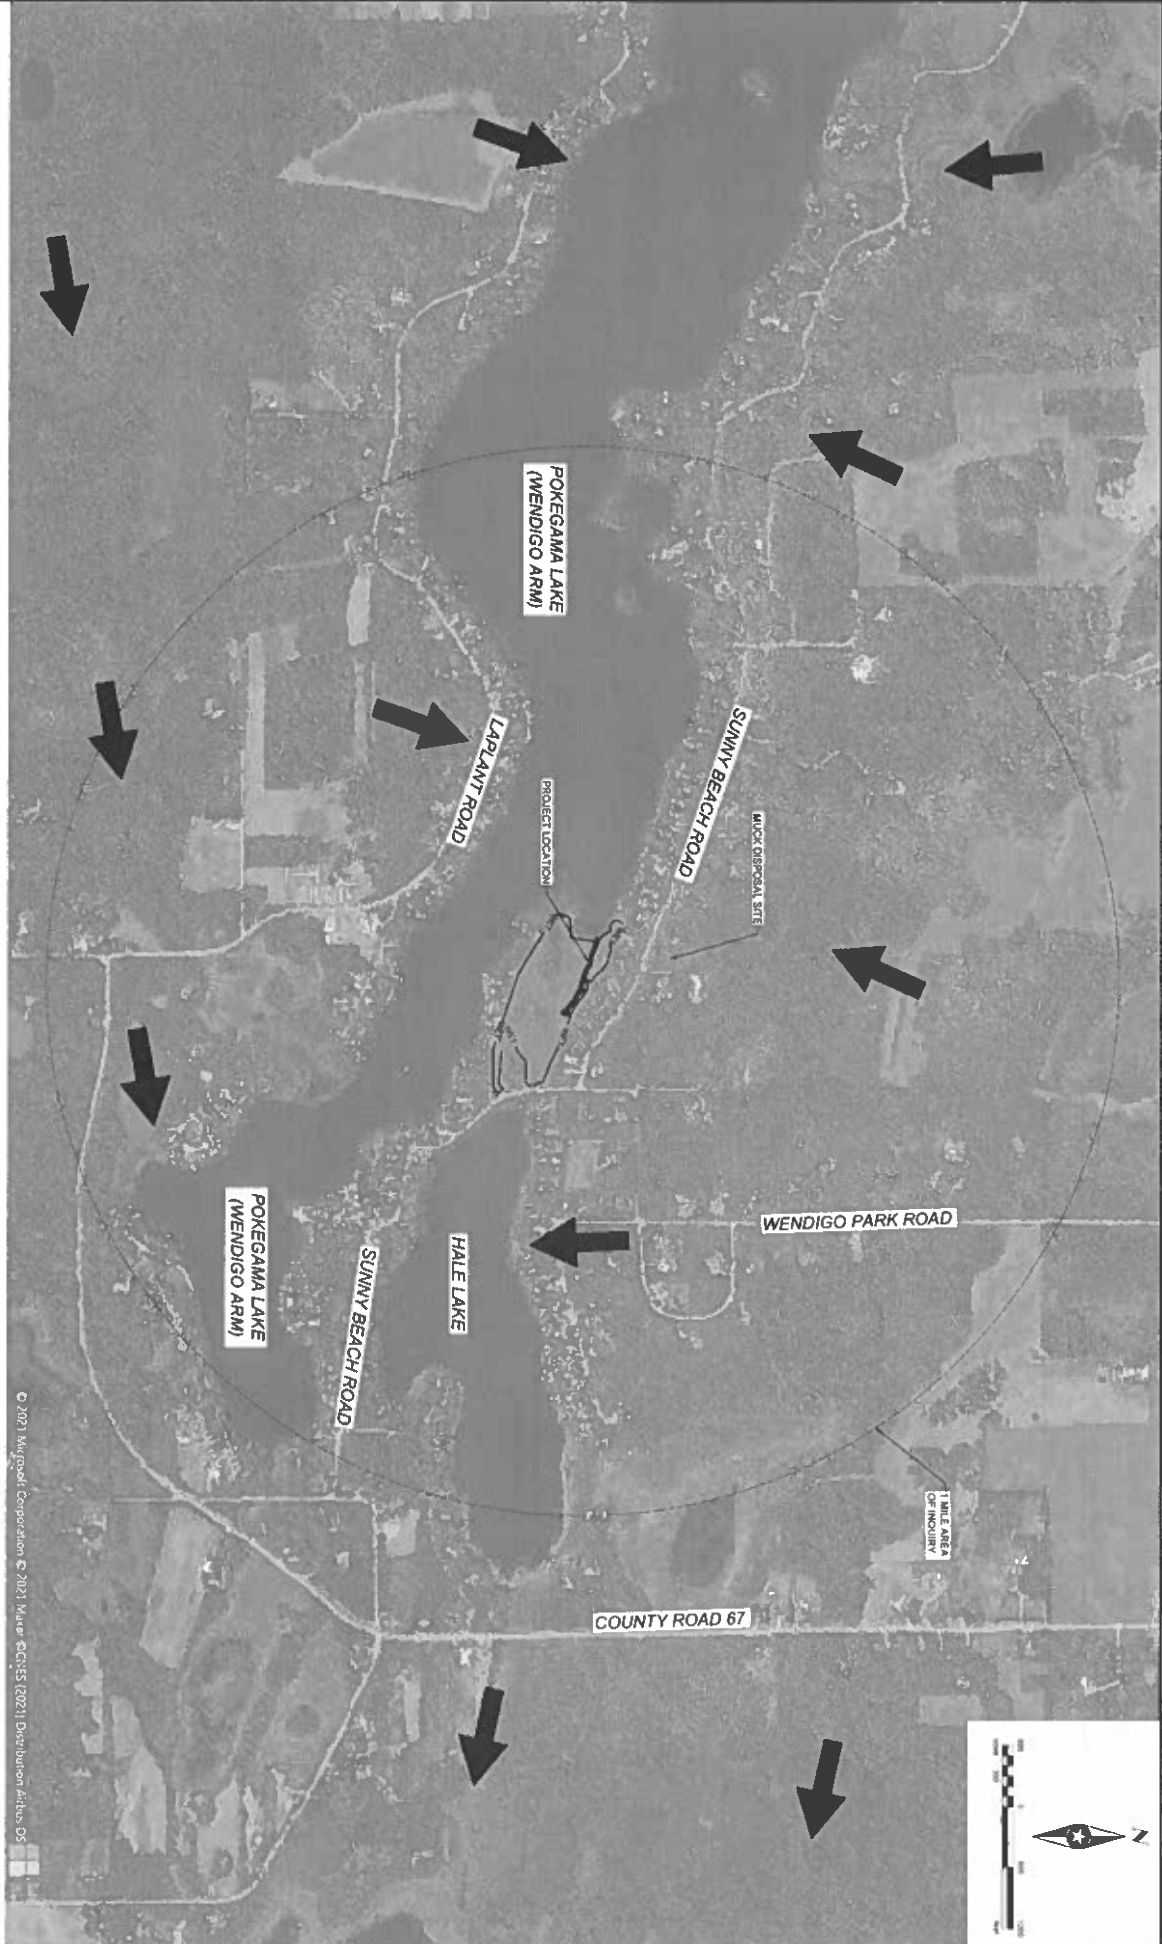 POKEGAMA LAKE
(WENDIGO ARM)
SUNNY BEACH ROAD
LAPLANT ROAD
PROJECT LOCATION
MUCK DISPOSAL SITE
WENDIGO PARK ROAD
POKEGAMA LAKE
(WENDIGO ARM)
SUNNY BEACH ROAD
HALE LAKE
1 MILE AREA
OF INQUIRY
COUNTY ROAD 67
N
© 2021 Microsoft Corporation © 2021 Maxar ©CNES (2021) Distribution Airbus DS